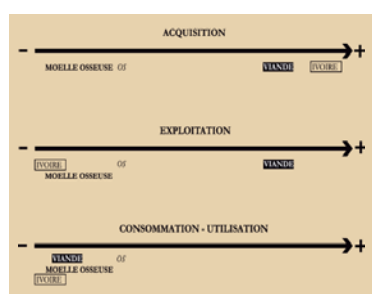 ACQUISITION
- +
MOELLE OSSEUSE OS VIANDE IVOIRE
EXPLOITATION
- +
IVOIRE OS VIANDE
MOELLE OSSEUSE
CONSOMMATION - UTILISATION
- +
VIANDE OS
MOELLE OSSEUSE
IVOIRE